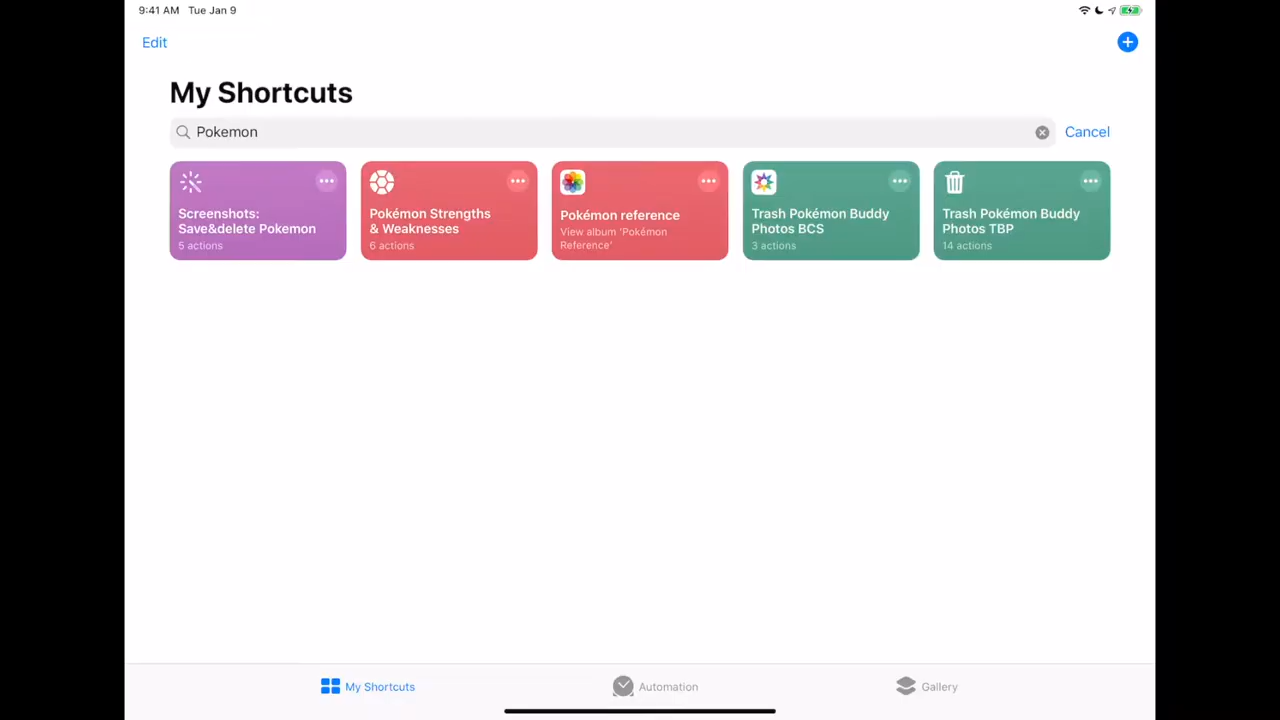 9:41 AM Tue Jan 9
Edit
My Shortcuts
Pokemon
Cancel
Screenshots:
Save&delete Pokemon
5 actions
Pokémon Strengths
& Weaknesses
6 actions
Pokémon reference
View album 'Pokémon
Reference'
Trash Pokémon Buddy
Photos BCS
3 actions
Trash Pokémon Buddy
Photos TBP
14 actions
My Shortcuts
Automation
Gallery